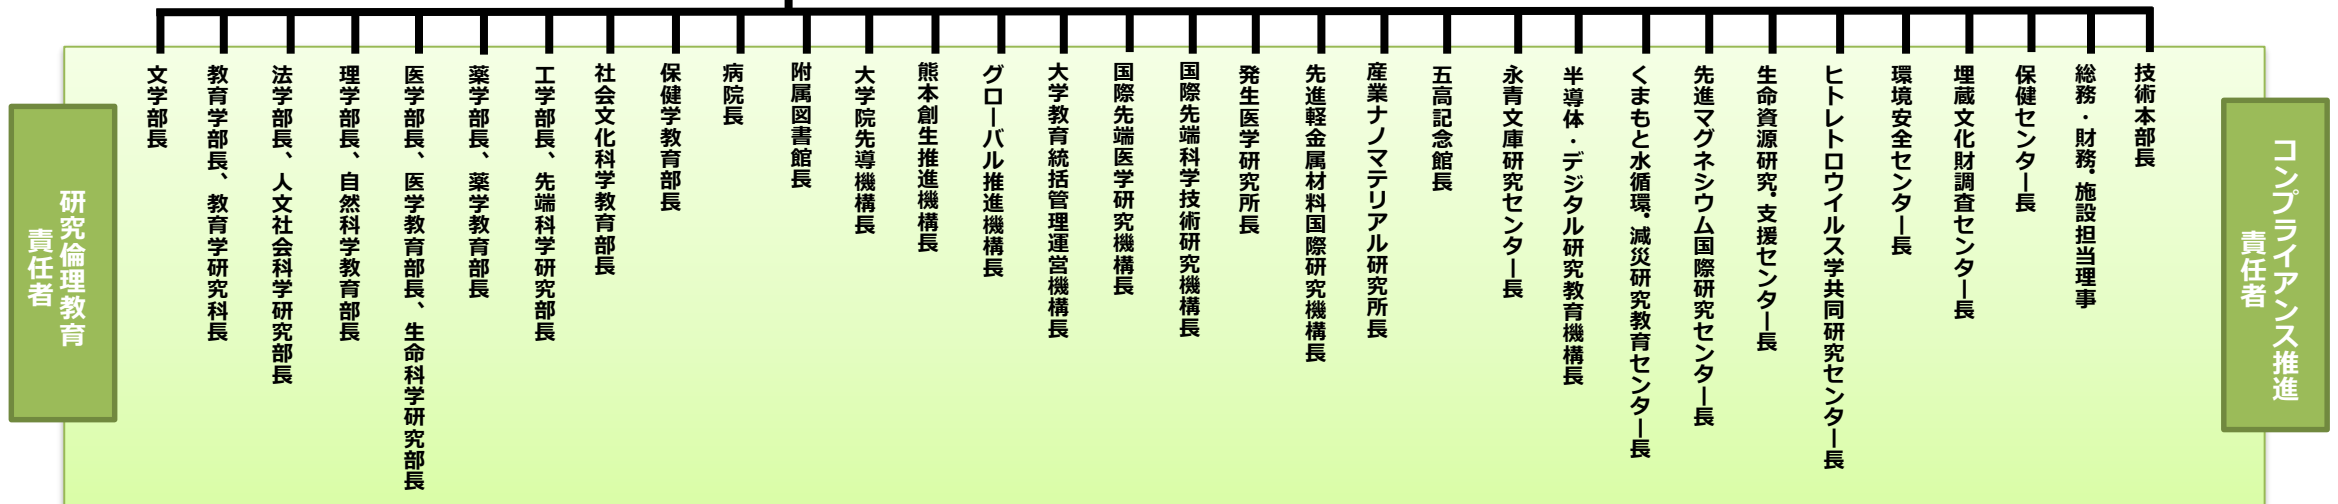 文学部長
教育学部長、教育学研究科長
法学部長、人文社会科学研究部長
理学部長、自然科学教育部長
医学部長、医学教育部長、生命科学研究部長
薬学部長、薬学教育部長
工学部長、先端科学研究部長
社会文化科学教育部長
保健学教育部長
病院長
附属図書館長
大学院先導機構長
熊本創生推進機構長
グローバル推進機構長
大学教育統括管理運営機構長
国際先端医学研究機構長
国際先端科学技術研究機構長
発生医学研究所長
先進軽金属材料国際研究機構長
産業ナノマテリアル研究所長
五高記念館長
永青文庫研究センター長
半導体・デジタル研究教育機構長
くまもと水循環・減災研究教育センター長
先進マグネシウム国際研究センター長
生命資源研究・支援センター長
ヒトレトロウイルス学共同研究センター長
環境安全センター長
埋蔵文化財調査センター長
保健センター長
総務・財務・施設担当理事
技術本部長
研究倫理教育
責任者
コンプライアンス推進
責任者